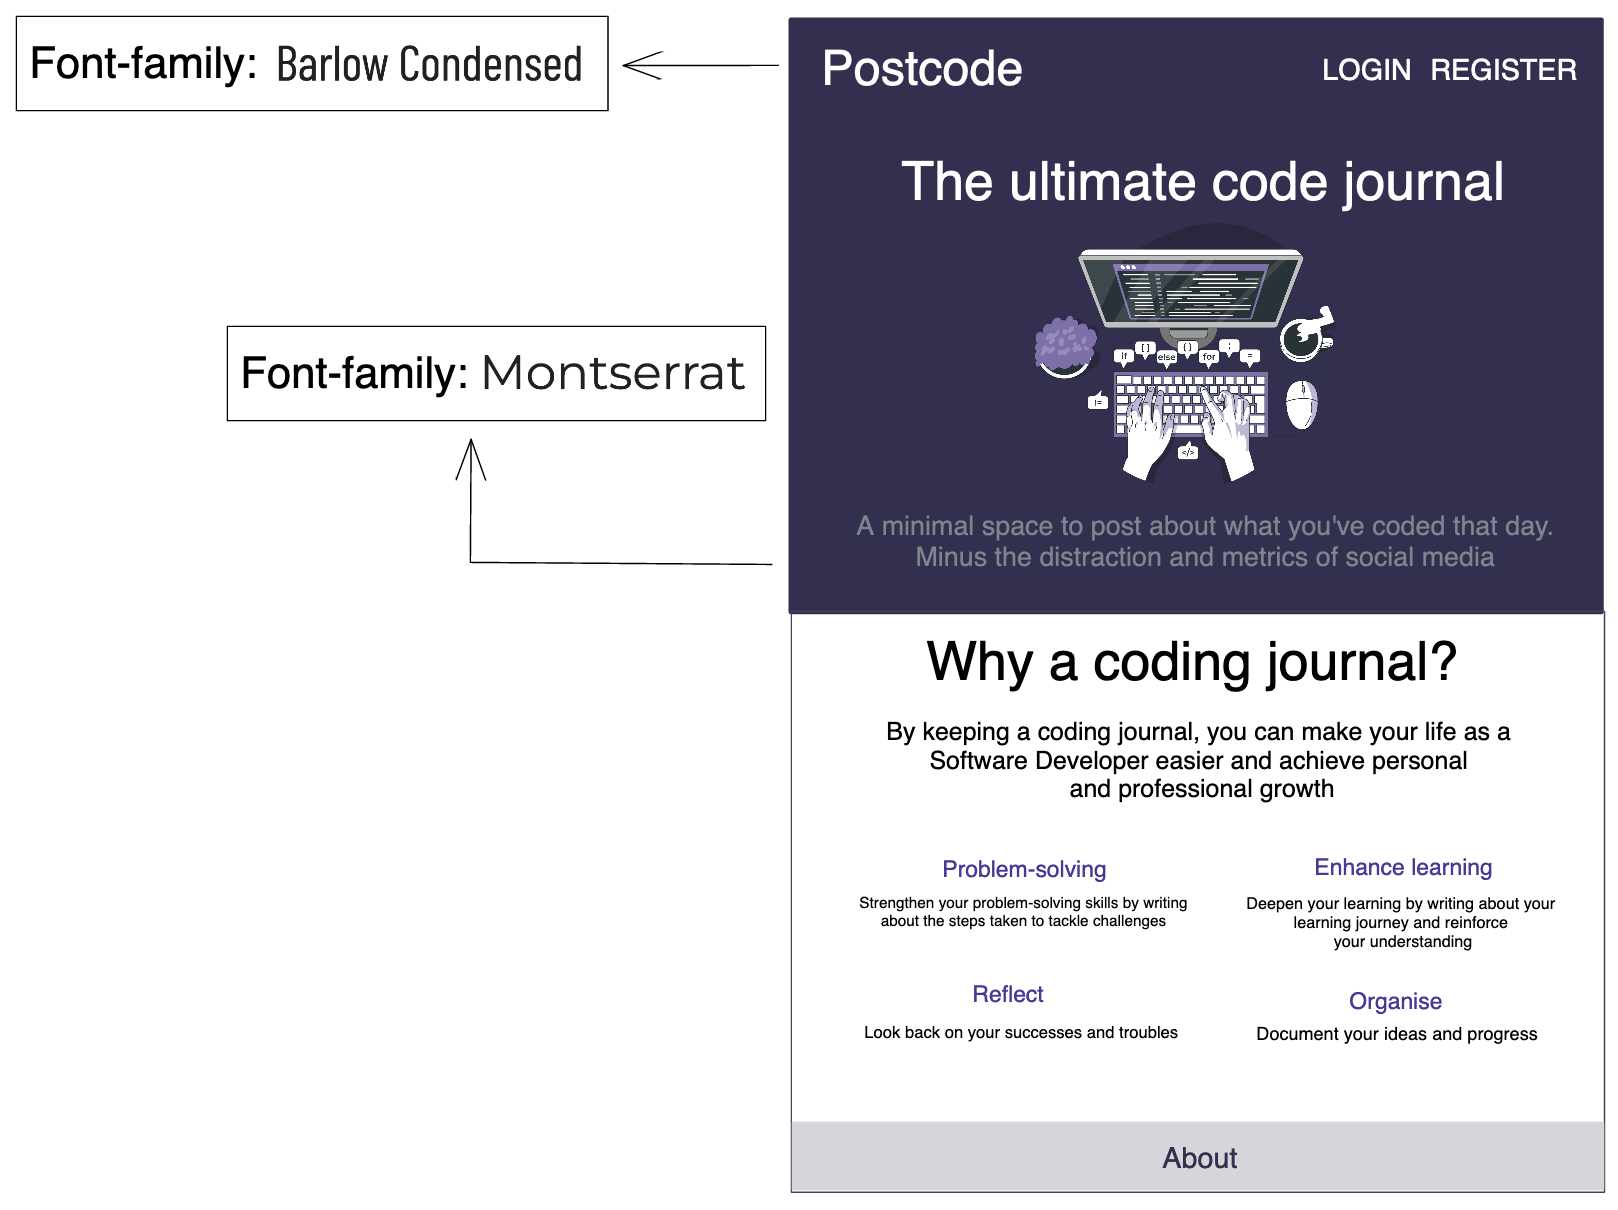 Font-family: Barlow Condensed
Postcode
LOGIN REGISTER
The ultimate code journal
if
[ ]
else
{ }
for
;
=
!=
</>
Font-family: Montserrat
A minimal space to post about what you've coded that day.
Minus the distraction and metrics of social media
Why a coding journal?
By keeping a coding journal, you can make your life as a
Software Developer easier and achieve personal
and professional growth
Problem-solving
Strengthen your problem-solving skills by writing
about the steps taken to tackle challenges
Enhance learning
Deepen your learning by writing about your
learning journey and reinforce
your understanding
Reflect
Look back on your successes and troubles
Organise
Document your ideas and progress
About